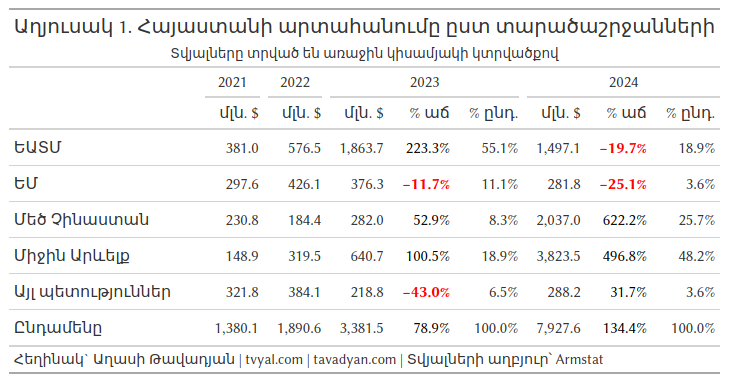 Աղյուսակ 1. Հայաստանի արտահանումը ըստ տարածաշրջանների
Տվյալները տրված են առաջին կիսամյակի կտրվածքով
2021 2022 2023 2024
մլն. $ մլն. $ մլն. $ % աճ % ընդ. մլն. $ % աճ % ընդ.
ԵԱՏՄ 381.0 576.5 1,863.7 223.3% 55.1% 1,497.1 −19.7% 18.9%
ԵՄ 297.6 426.1 376.3 −11.7% 11.1% 281.8 −25.1% 3.6%
Մեծ Չինաստան 230.8 184.4 282.0 52.9% 8.3% 2,037.0 622.2% 25.7%
Միջին Արևելք 148.9 319.5 640.7 100.5% 18.9% 3,823.5 496.8% 48.2%
Այլ պետություններ 321.8 384.1 218.8 −43.0% 6.5% 288.2 31.7% 3.6%
Ընդամենը 1,380.1 1,890.6 3,381.5 78.9% 100.0% 7,927.6 134.4% 100.0%
Հեղինակ՝ Աղասի Թավադյան | tvyal.com | tavadyan.com | Տվյալների աղբյուր՝ Armstat